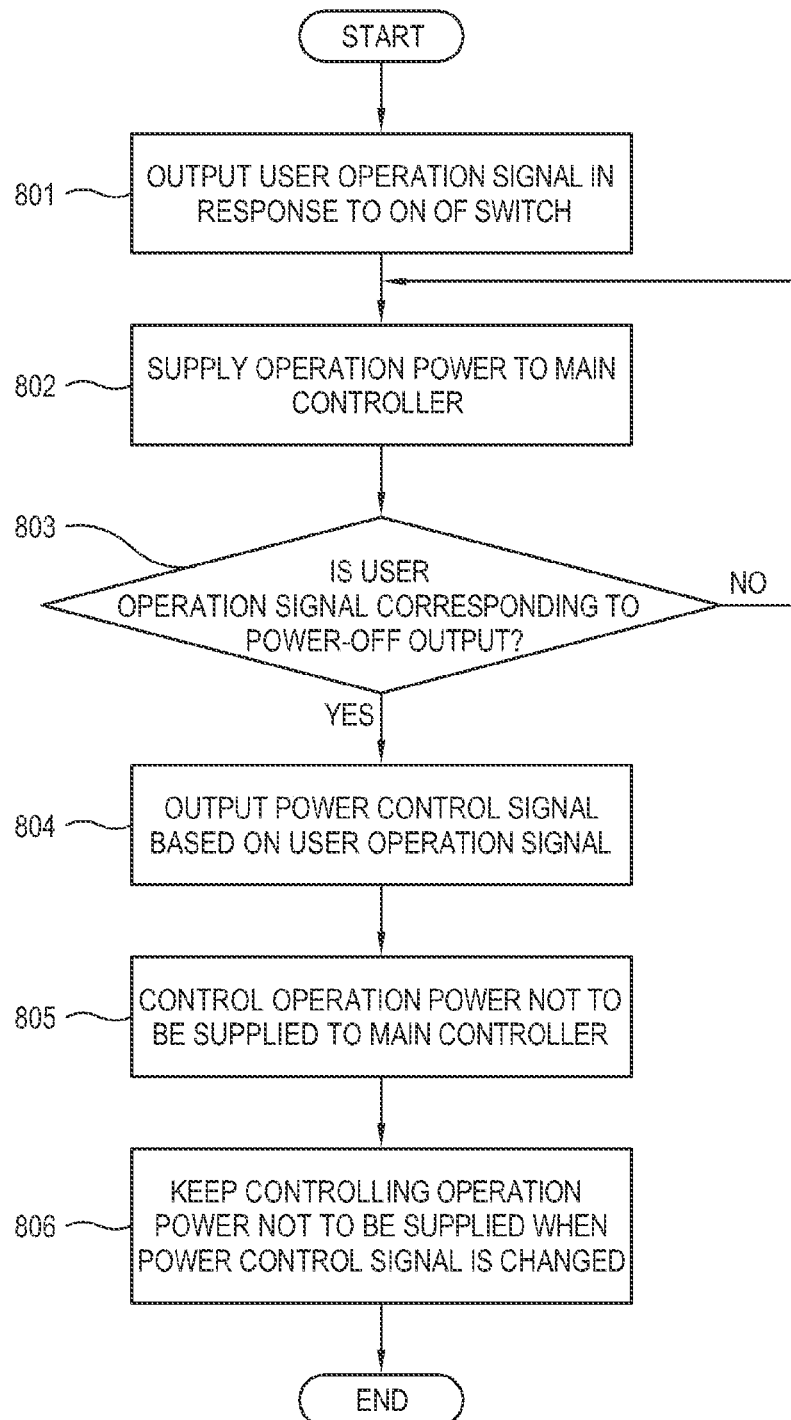 START
801
OUTPUT USER OPERATION SIGNAL IN
RESPONSE TO ON OF SWITCH
802
SUPPLY OPERATION POWER TO MAIN
CONTROLLER
803
IS USER
OPERATION SIGNAL CORRESPONDING TO
POWER-OFF OUTPUT?
NO
YES
804
OUTPUT POWER CONTROL SIGNAL
BASED ON USER OPERATION SIGNAL
805
CONTROL OPERATION POWER NOT TO
BE SUPPLIED TO MAIN CONTROLLER
806
KEEP CONTROLLING OPERATION
POWER NOT TO BE SUPPLIED WHEN
POWER CONTROL SIGNAL IS CHANGED
END